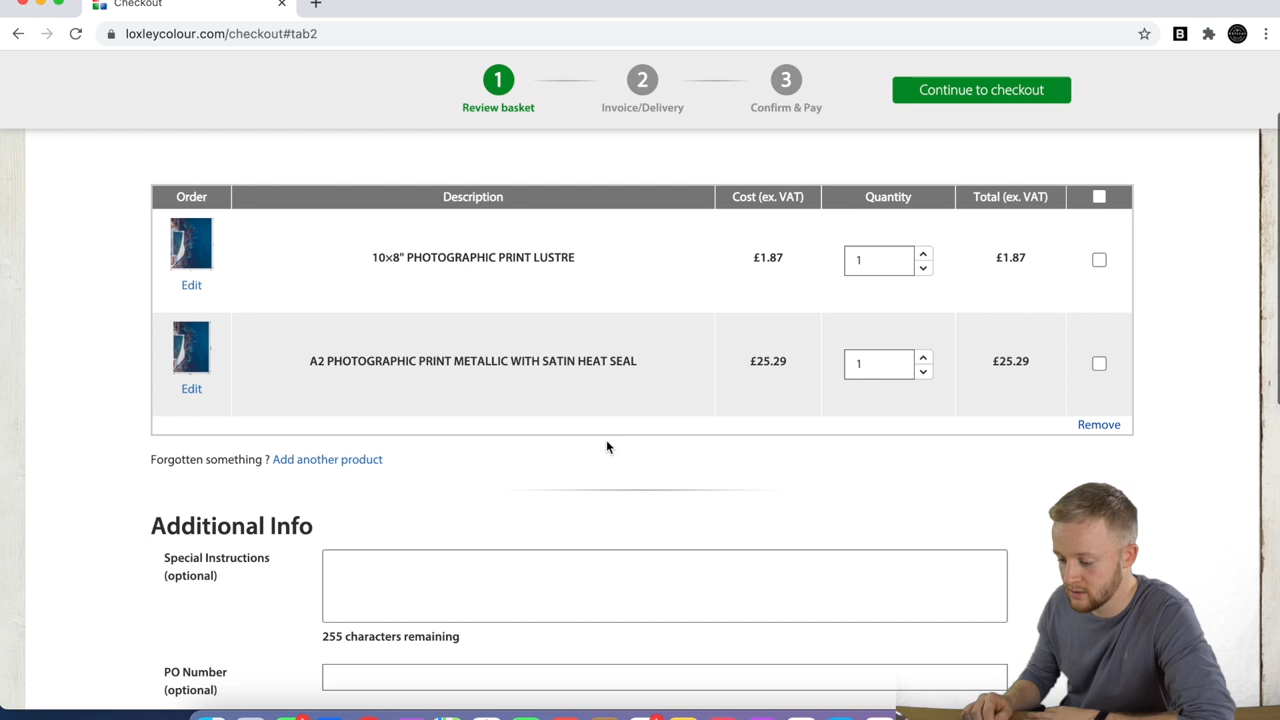 Checkout
loxleycolour.com/checkout#tab2
B
1
2
3
Review basket
Invoice/Delivery
Confirm & Pay
Continue to checkout
Order
Description
Cost (ex. VAT)
Quantity
Total (ex. VAT)
10×8" PHOTOGRAPHIC PRINT LUSTRE
£1.87
1
£1.87
Edit
A2 PHOTOGRAPHIC PRINT METALLIC WITH SATIN HEAT SEAL
£25.29
1
£25.29
Edit
Remove
Forgotten something ? Add another product
Additional Info
Special Instructions
(optional)
255 characters remaining
PO Number
(optional)